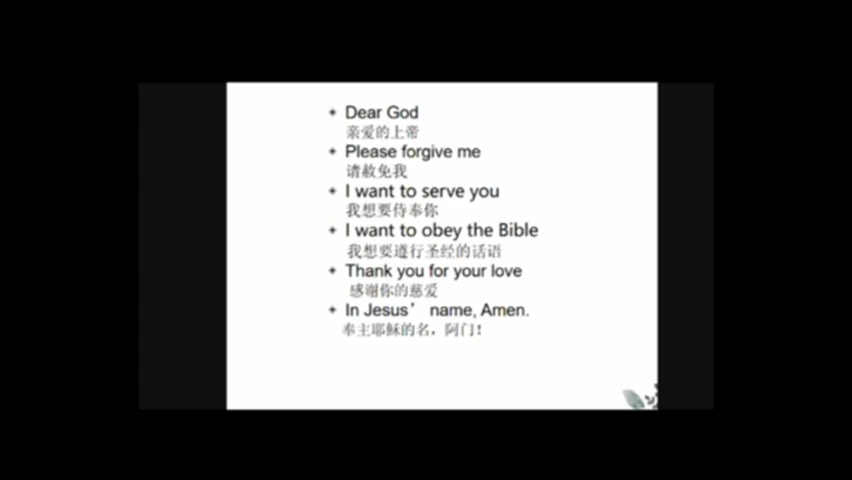 Dear God
亲爱的上帝
Please forgive me
请赦免我
I want to serve you
我想要侍奉你
I want to obey the Bible
我想要遵行圣经的话语
Thank you for your love
感谢你的慈爱
In Jesus’ name, Amen.
奉主耶稣的名，阿门！